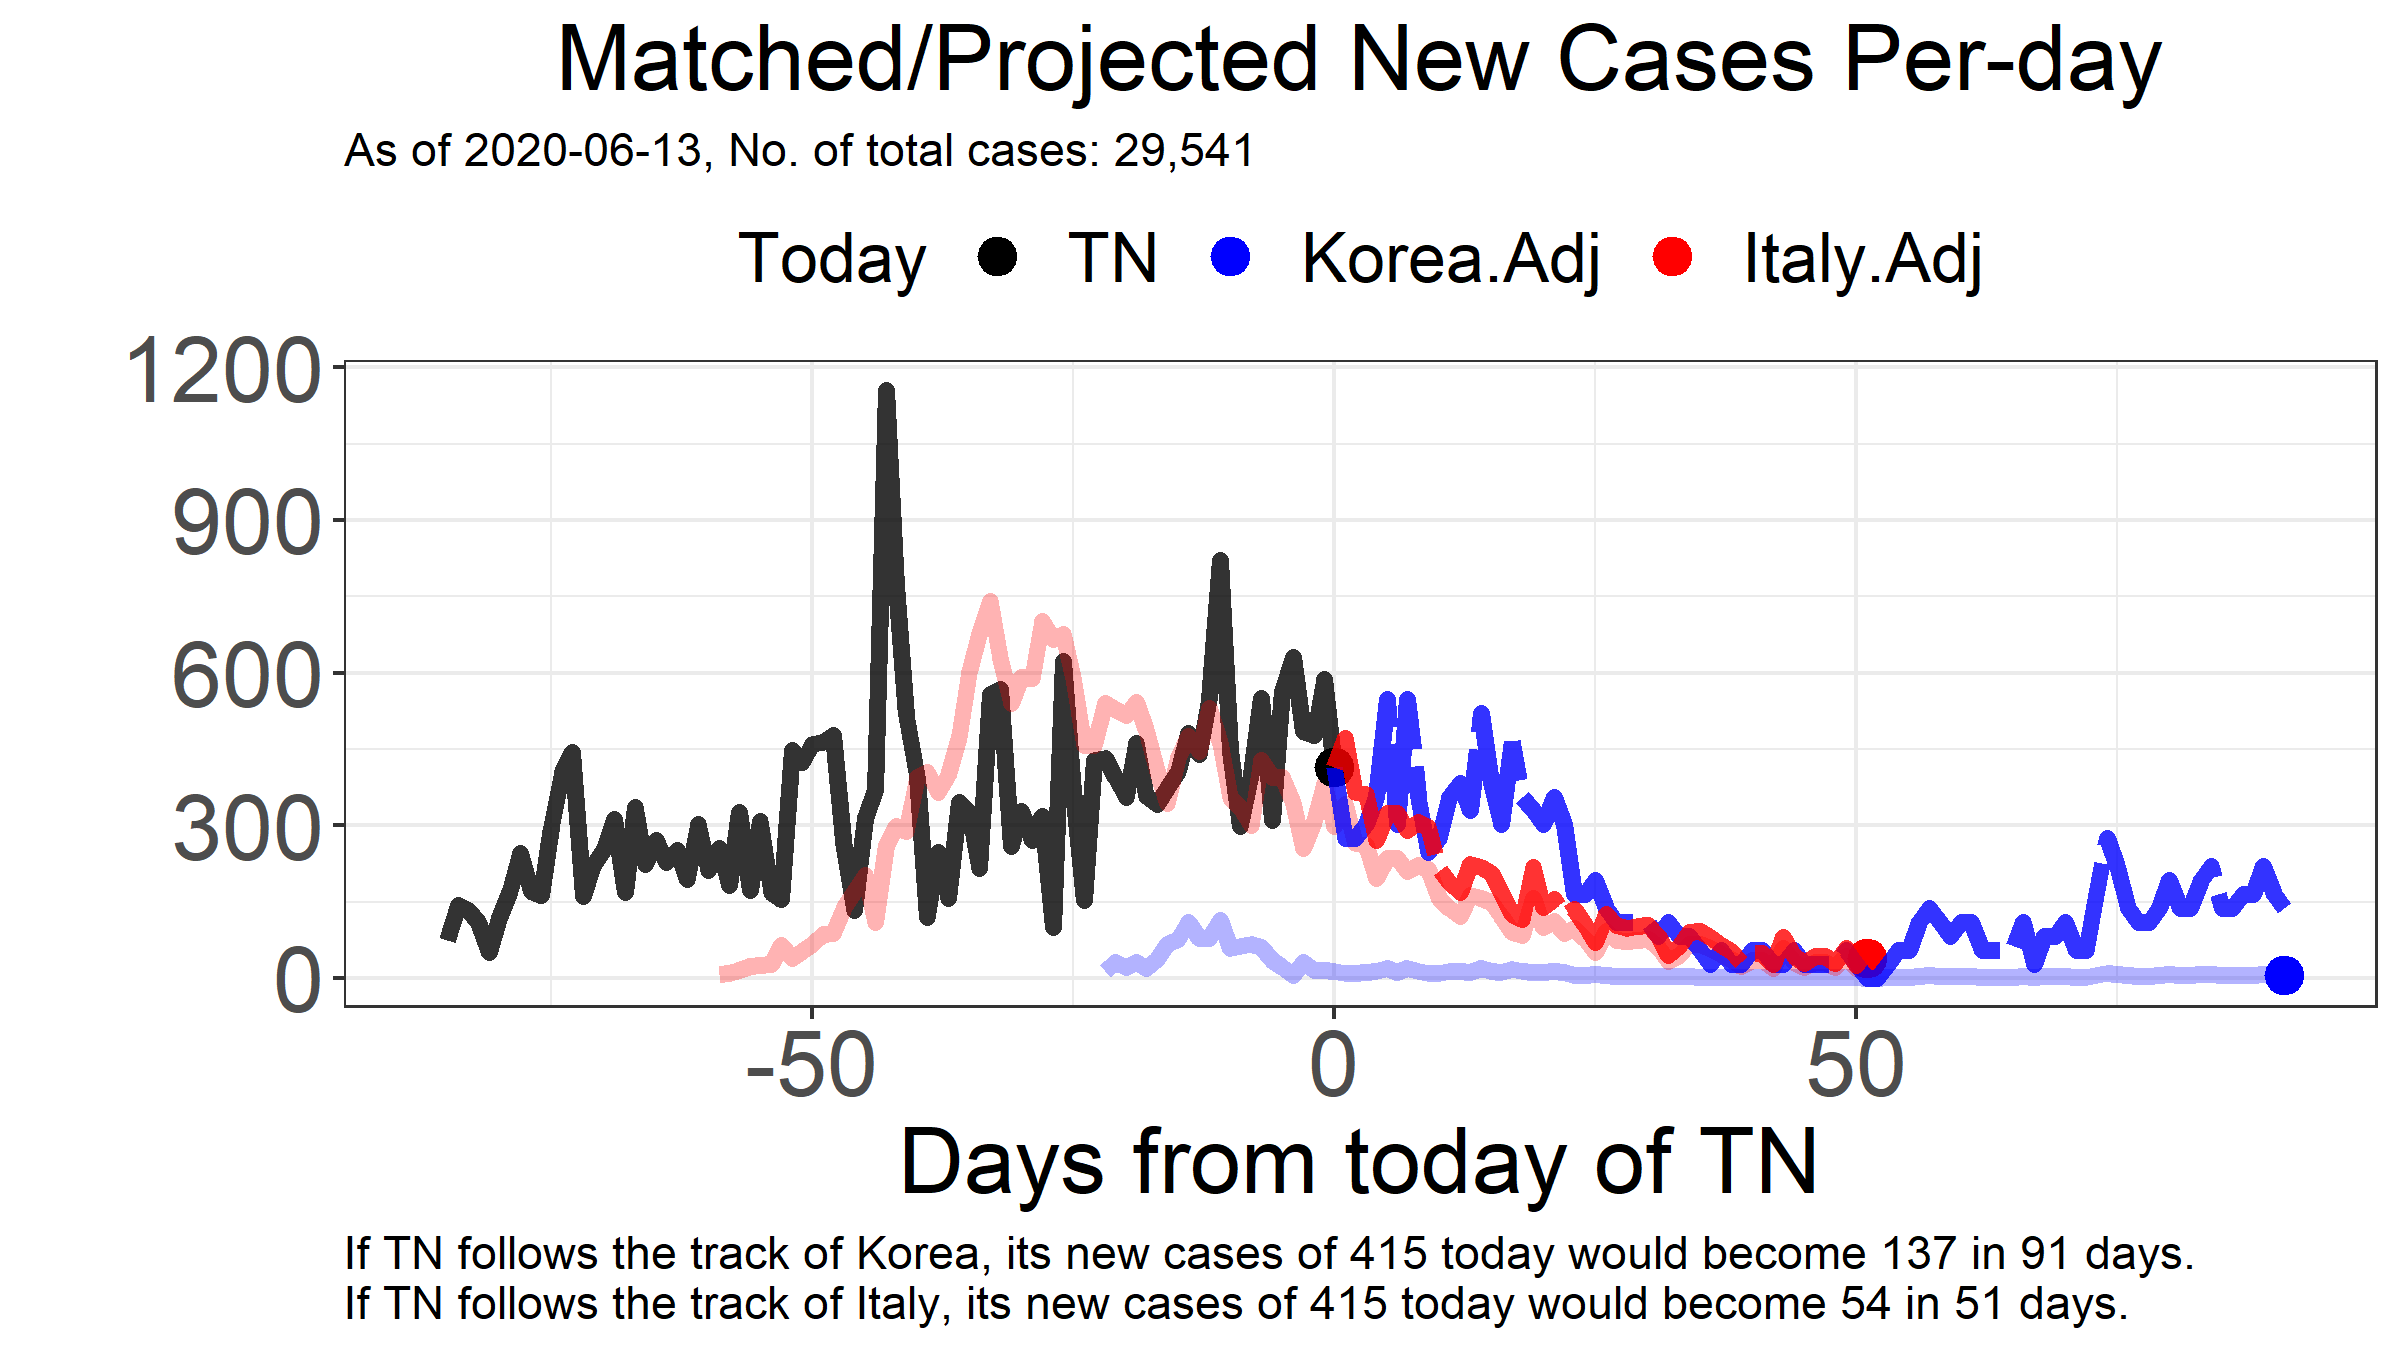 Matched/Projected New Cases Per-day
As of 2020-06-13, No. of total cases: 29,541
Today TN Korea.Adj Italy.Adj
1200
900
600
300
0
-50 0 50
Days from today of TN
If TN follows the track of Korea, its new cases of 415 today would become 137 in 91 days.
If TN follows the track of Italy, its new cases of 415 today would become 54 in 51 days.